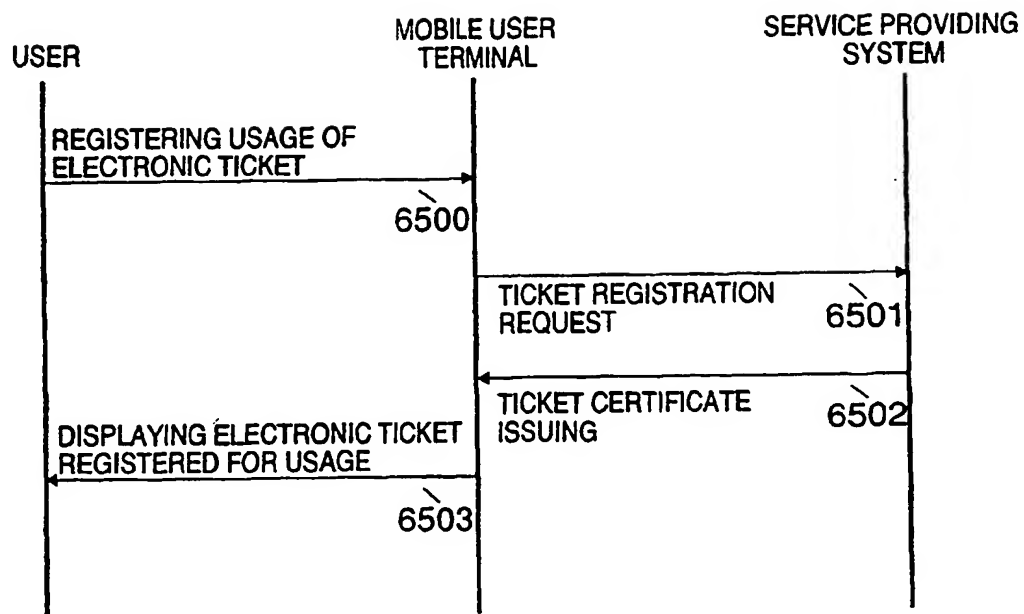 USER
MOBILE USER
TERMINAL
SERVICE PROVIDING
SYSTEM
REGISTERING USAGE OF
ELECTRONIC TICKET
6500
TICKET REGISTRATION
REQUEST
6501
TICKET CERTIFICATE
ISSUING
6502
DISPLAYING ELECTRONIC TICKET
REGISTERED FOR USAGE
6503